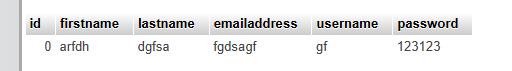 id firstname lastname emailaddress username password
0 arfdh dgfsa fgdsagf gf 123123